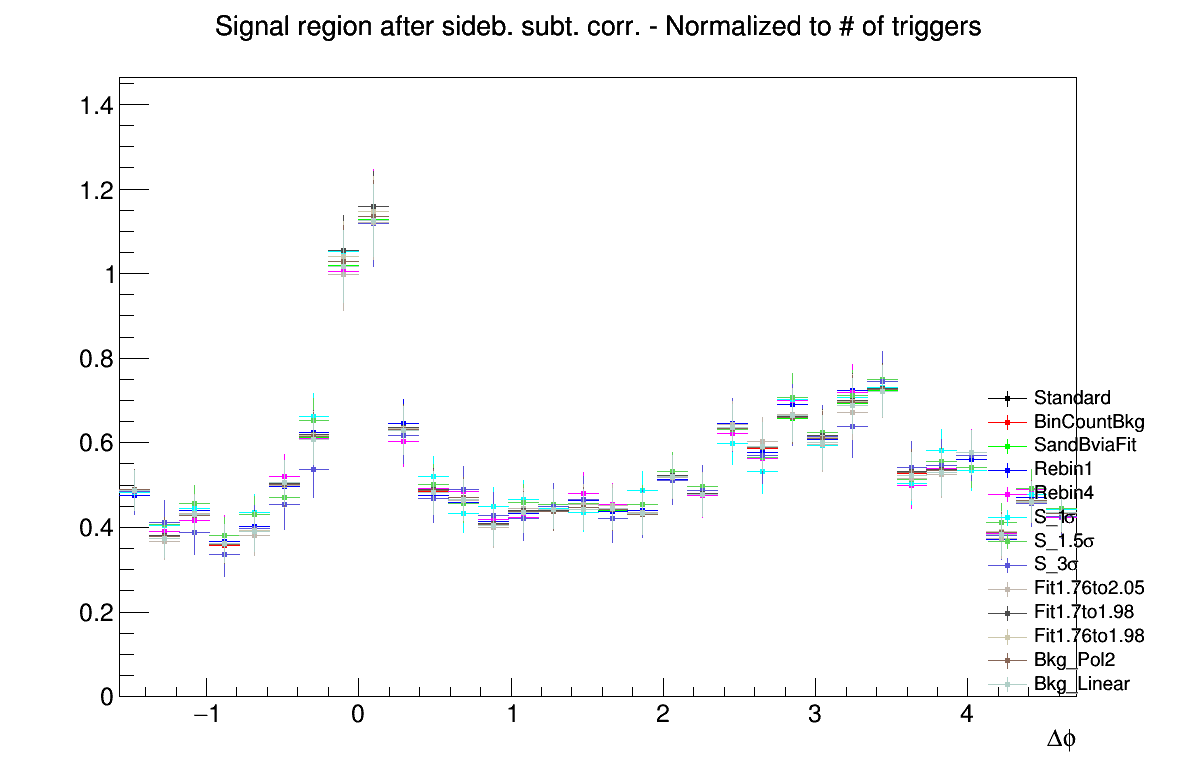 Signal region after sideb. subt. corr. - Normalized to # of triggers
1.4
1.2
1
0.8
0.6
0.4
0.2
0
−1
0
1
2
3
4
Δϕ
Standard
BinCountBkg
SandBviaFit
Rebin1
Rebin4
S_1σ
S_1.5σ
S_3σ
Fit1.76to2.05
Fit1.7to1.98
Fit1.76to1.98
Bkg_Pol2
Bkg_Linear